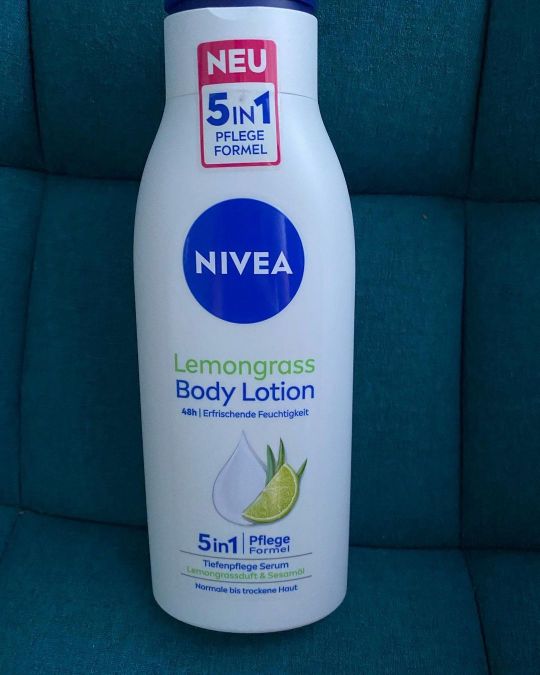 NEU
5IN1
PFLEGE
FORMEL
NIVEA
Lemongrass
Body Lotion
48h | Erfrischende Feuchtigkeit
5in1 | Pflege
Formel
Tiefenpflege Serum
Lemongrassduft & Sesamöl
Normale bis trockene Haut